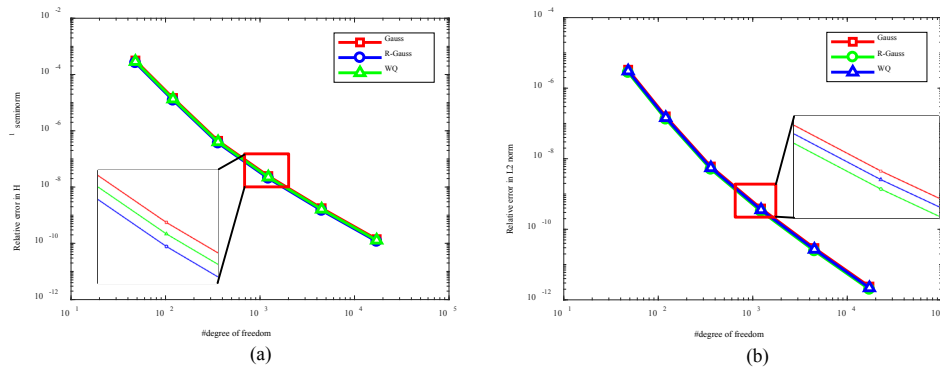 10 -2
10 -4
10 -6
10 -8
10 -10
10 -12
Relative error in H 1 seminorm
Gauss
R-Gauss
WQ
10 1
10 2
10 3
10 4
10 5
#degree of freedom
(a)
10 -4
10 -6
10 -8
10 -10
10 -12
Relative error in L2 norm
Gauss
R-Gauss
WQ
10 1
10 2
10 3
10 4
#degree of freedom
(b)